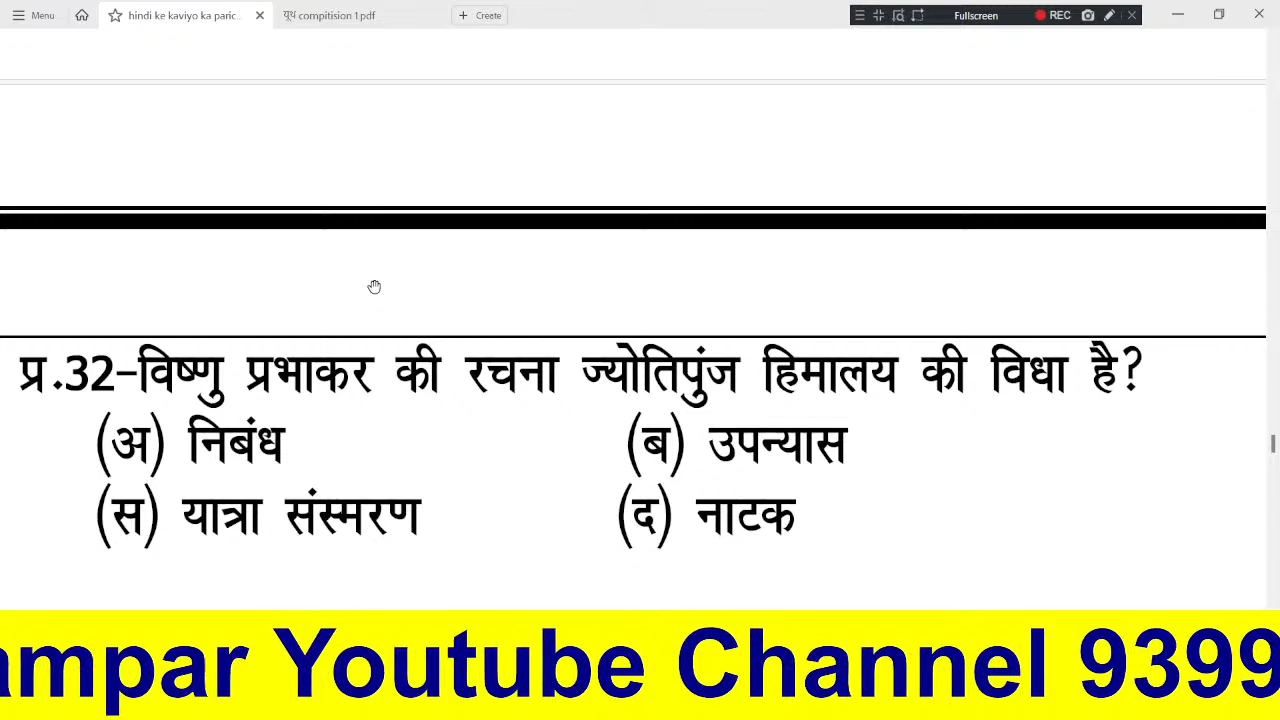 Menu hindi ke kaviyo ka paric... यूथ compitision 1.pdf Create Fullscreen REC
प्र.32-विष्णु प्रभाकर की रचना ज्योतिपुंज हिमालय की विधा है?
(अ) निबंध (ब) उपन्यास
(स) यात्रा संस्मरण (द) नाटक
ampar Youtube Channel 9399